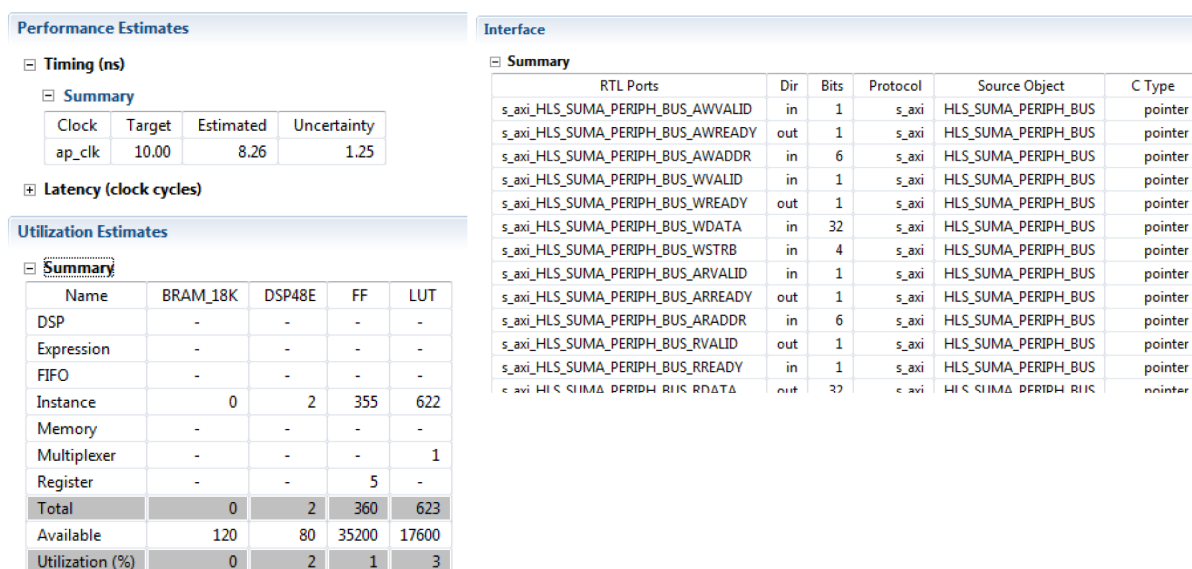 Performance Estimates
Timing (ns)
Summary
Clock Target Estimated Uncertainty
ap_clk 10.00 8.26 1.25
Latency (clock cycles)
Utilization Estimates
Summary
Name BRAM_18K DSP48E FF LUT
DSP - - - -
Expression - - - -
FIFO - - - -
Instance 0 2 355 622
Memory - - - -
Multiplexer - - - 1
Register - - 5 -
Total 0 2 360 623
Available 120 80 35200 17600
Utilization (%) 0 2 1 3
Interface
Summary
RTL Ports Dir Bits Protocol Source Object C Type
s_axi_HLS_SUMA_PERIPH_BUS_AWVALID in 1 s_axi HLS_SUMA_PERIPH_BUS pointer
s_axi_HLS_SUMA_PERIPH_BUS_AWREADY out 1 s_axi HLS_SUMA_PERIPH_BUS pointer
s_axi_HLS_SUMA_PERIPH_BUS_AWADDR in 6 s_axi HLS_SUMA_PERIPH_BUS pointer
s_axi_HLS_SUMA_PERIPH_BUS_WVALID in 1 s_axi HLS_SUMA_PERIPH_BUS pointer
s_axi_HLS_SUMA_PERIPH_BUS_WREADY out 1 s_axi HLS_SUMA_PERIPH_BUS pointer
s_axi_HLS_SUMA_PERIPH_BUS_WDATA in 32 s_axi HLS_SUMA_PERIPH_BUS pointer
s_axi_HLS_SUMA_PERIPH_BUS_WSTRB in 4 s_axi HLS_SUMA_PERIPH_BUS pointer
s_axi_HLS_SUMA_PERIPH_BUS_ARVALID in 1 s_axi HLS_SUMA_PERIPH_BUS pointer
s_axi_HLS_SUMA_PERIPH_BUS_ARREADY out 1 s_axi HLS_SUMA_PERIPH_BUS pointer
s_axi_HLS_SUMA_PERIPH_BUS_ARADDR in 6 s_axi HLS_SUMA_PERIPH_BUS pointer
s_axi_HLS_SUMA_PERIPH_BUS_RVALID out 1 s_axi HLS_SUMA_PERIPH_BUS pointer
s_axi_HLS_SUMA_PERIPH_BUS_RREADY in 1 s_axi HLS_SUMA_PERIPH_BUS pointer
s_axi_HLS_SUMA_PERIPH_BUS_RDATA out 32 s_axi HLS_SUMA_PERIPH_BUS pointer